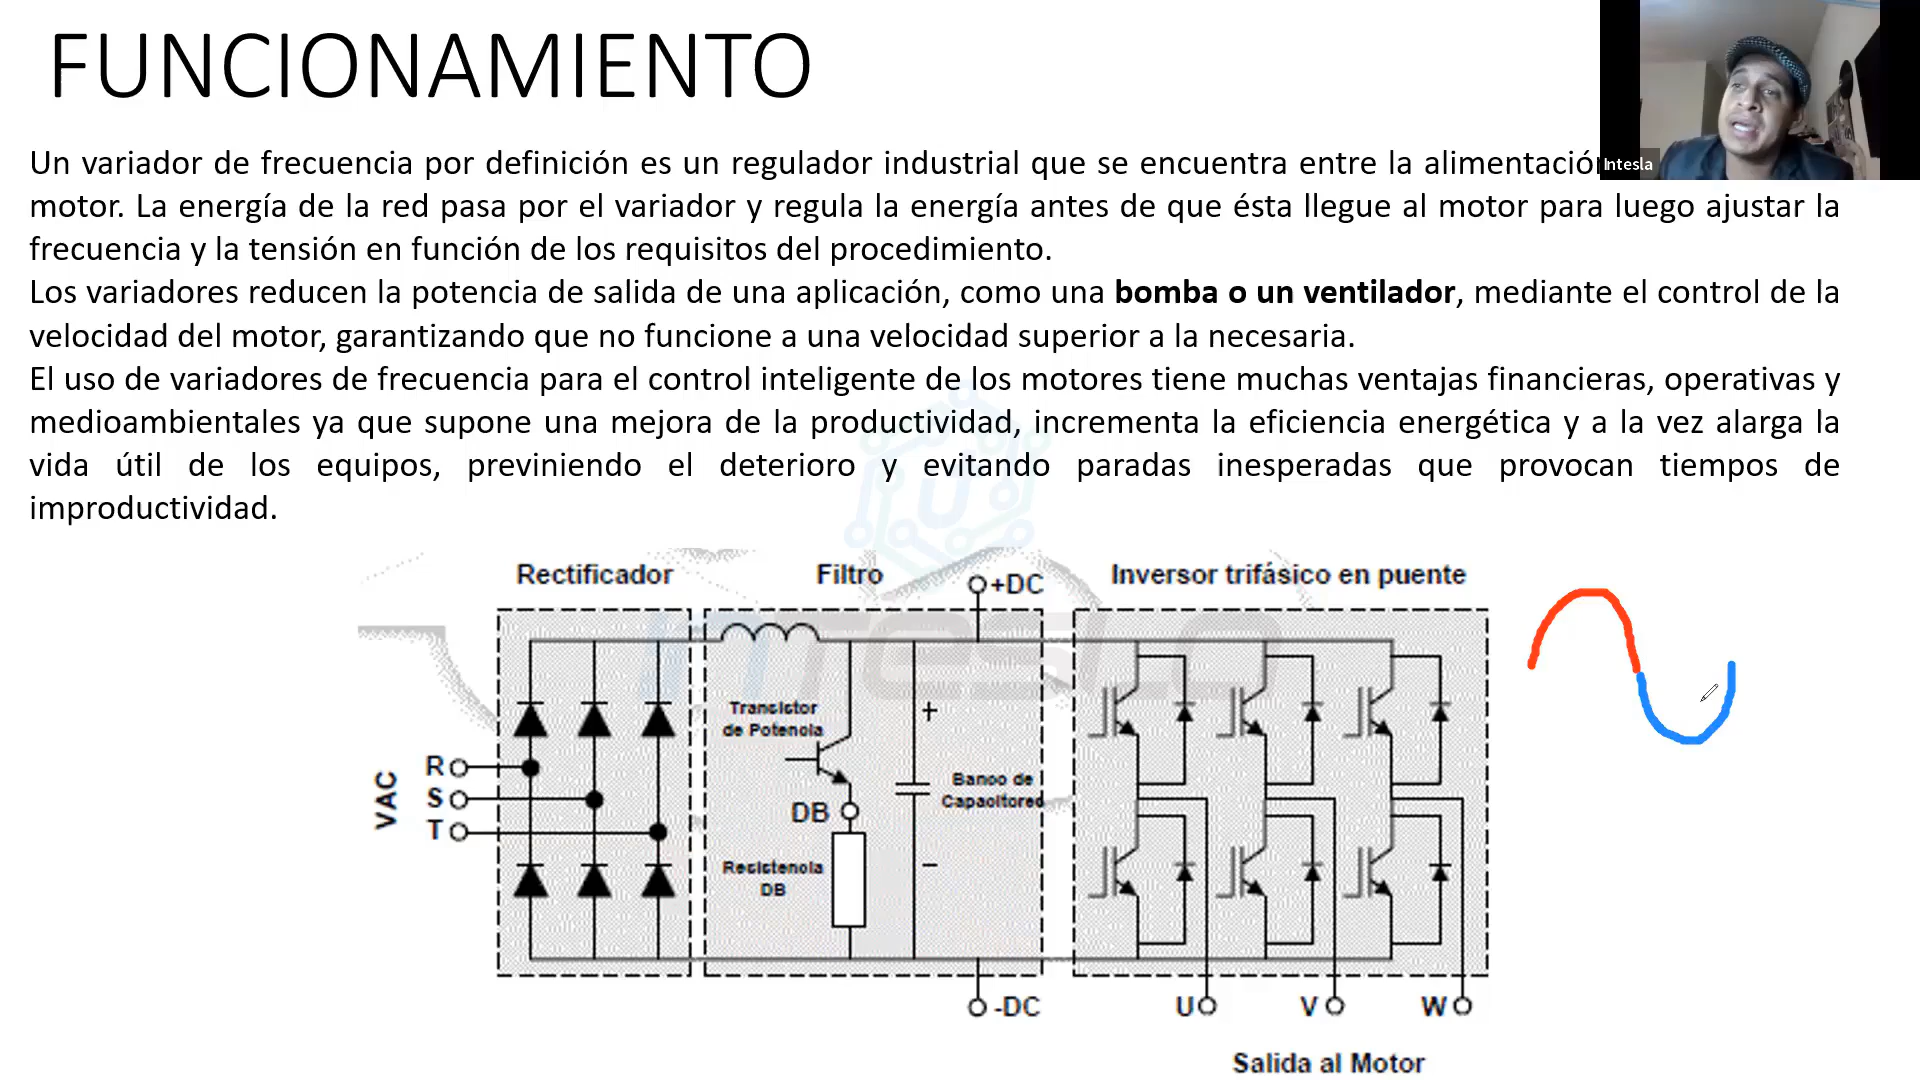 FUNCIONAMIENTO
Un variador de frecuencia por definición es un regulador industrial que se encuentra entre la
motor. La energía de la red pasa por el variador y regula la energía antes de que ésta llegue al motor para luego ajustar la
frecuencia y la tensión en función de los requisitos del procedimiento.
Los variadores reducen la potencia de salida de una aplicación, como una bomba o un ventilador, mediante el control de la
velocidad del motor, garantizando que no funcione a una velocidad superior a la necesaria.
El uso de variadores de frecuencia para el control inteligente de los motores tiene muchas ventajas financieras, operativas y
medioambientales ya que supone una mejora de la productividad, incrementa la eficiencia energética y a la vez alarga la
vida útil de los equipos, previniendo el deterioro y evitando paradas inesperadas que provocan tiempos de
improductividad.
Intesla
Rectificador
Filtro
+DC
Inversor trifásico en puente
INTESLA
Transistor
de Potencia
+
VAC
R
S
T
Banco de
Capacitores
DB
Resistencia
DB
–
-DC
U
V
W
Salida al Motor